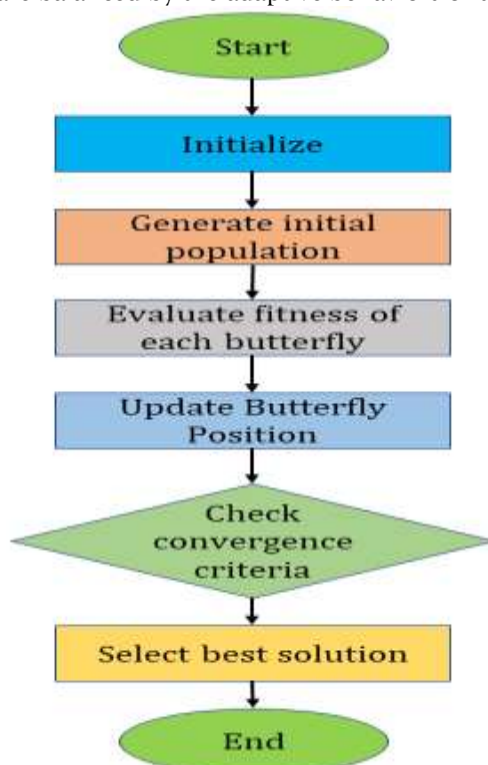 Start
Initialize
Generate initial
population
Evaluate fitness of
each butterfly
Update Butterfly
Position
Check
convergence
criteria
Select best solution
End